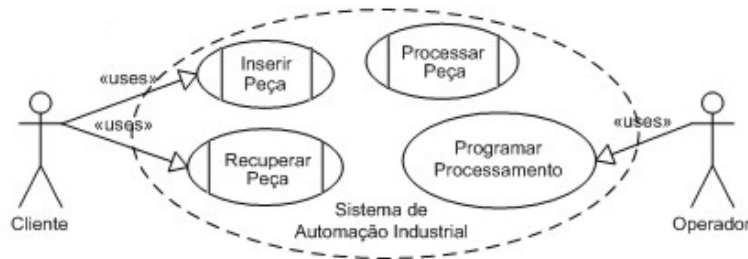 «uses»
Inserir
Peça
Processar
Peça
«uses»
Recuperar
Peça
Programar
Processamento
«uses»
Sistema de
Automação Industrial
Cliente
Operador